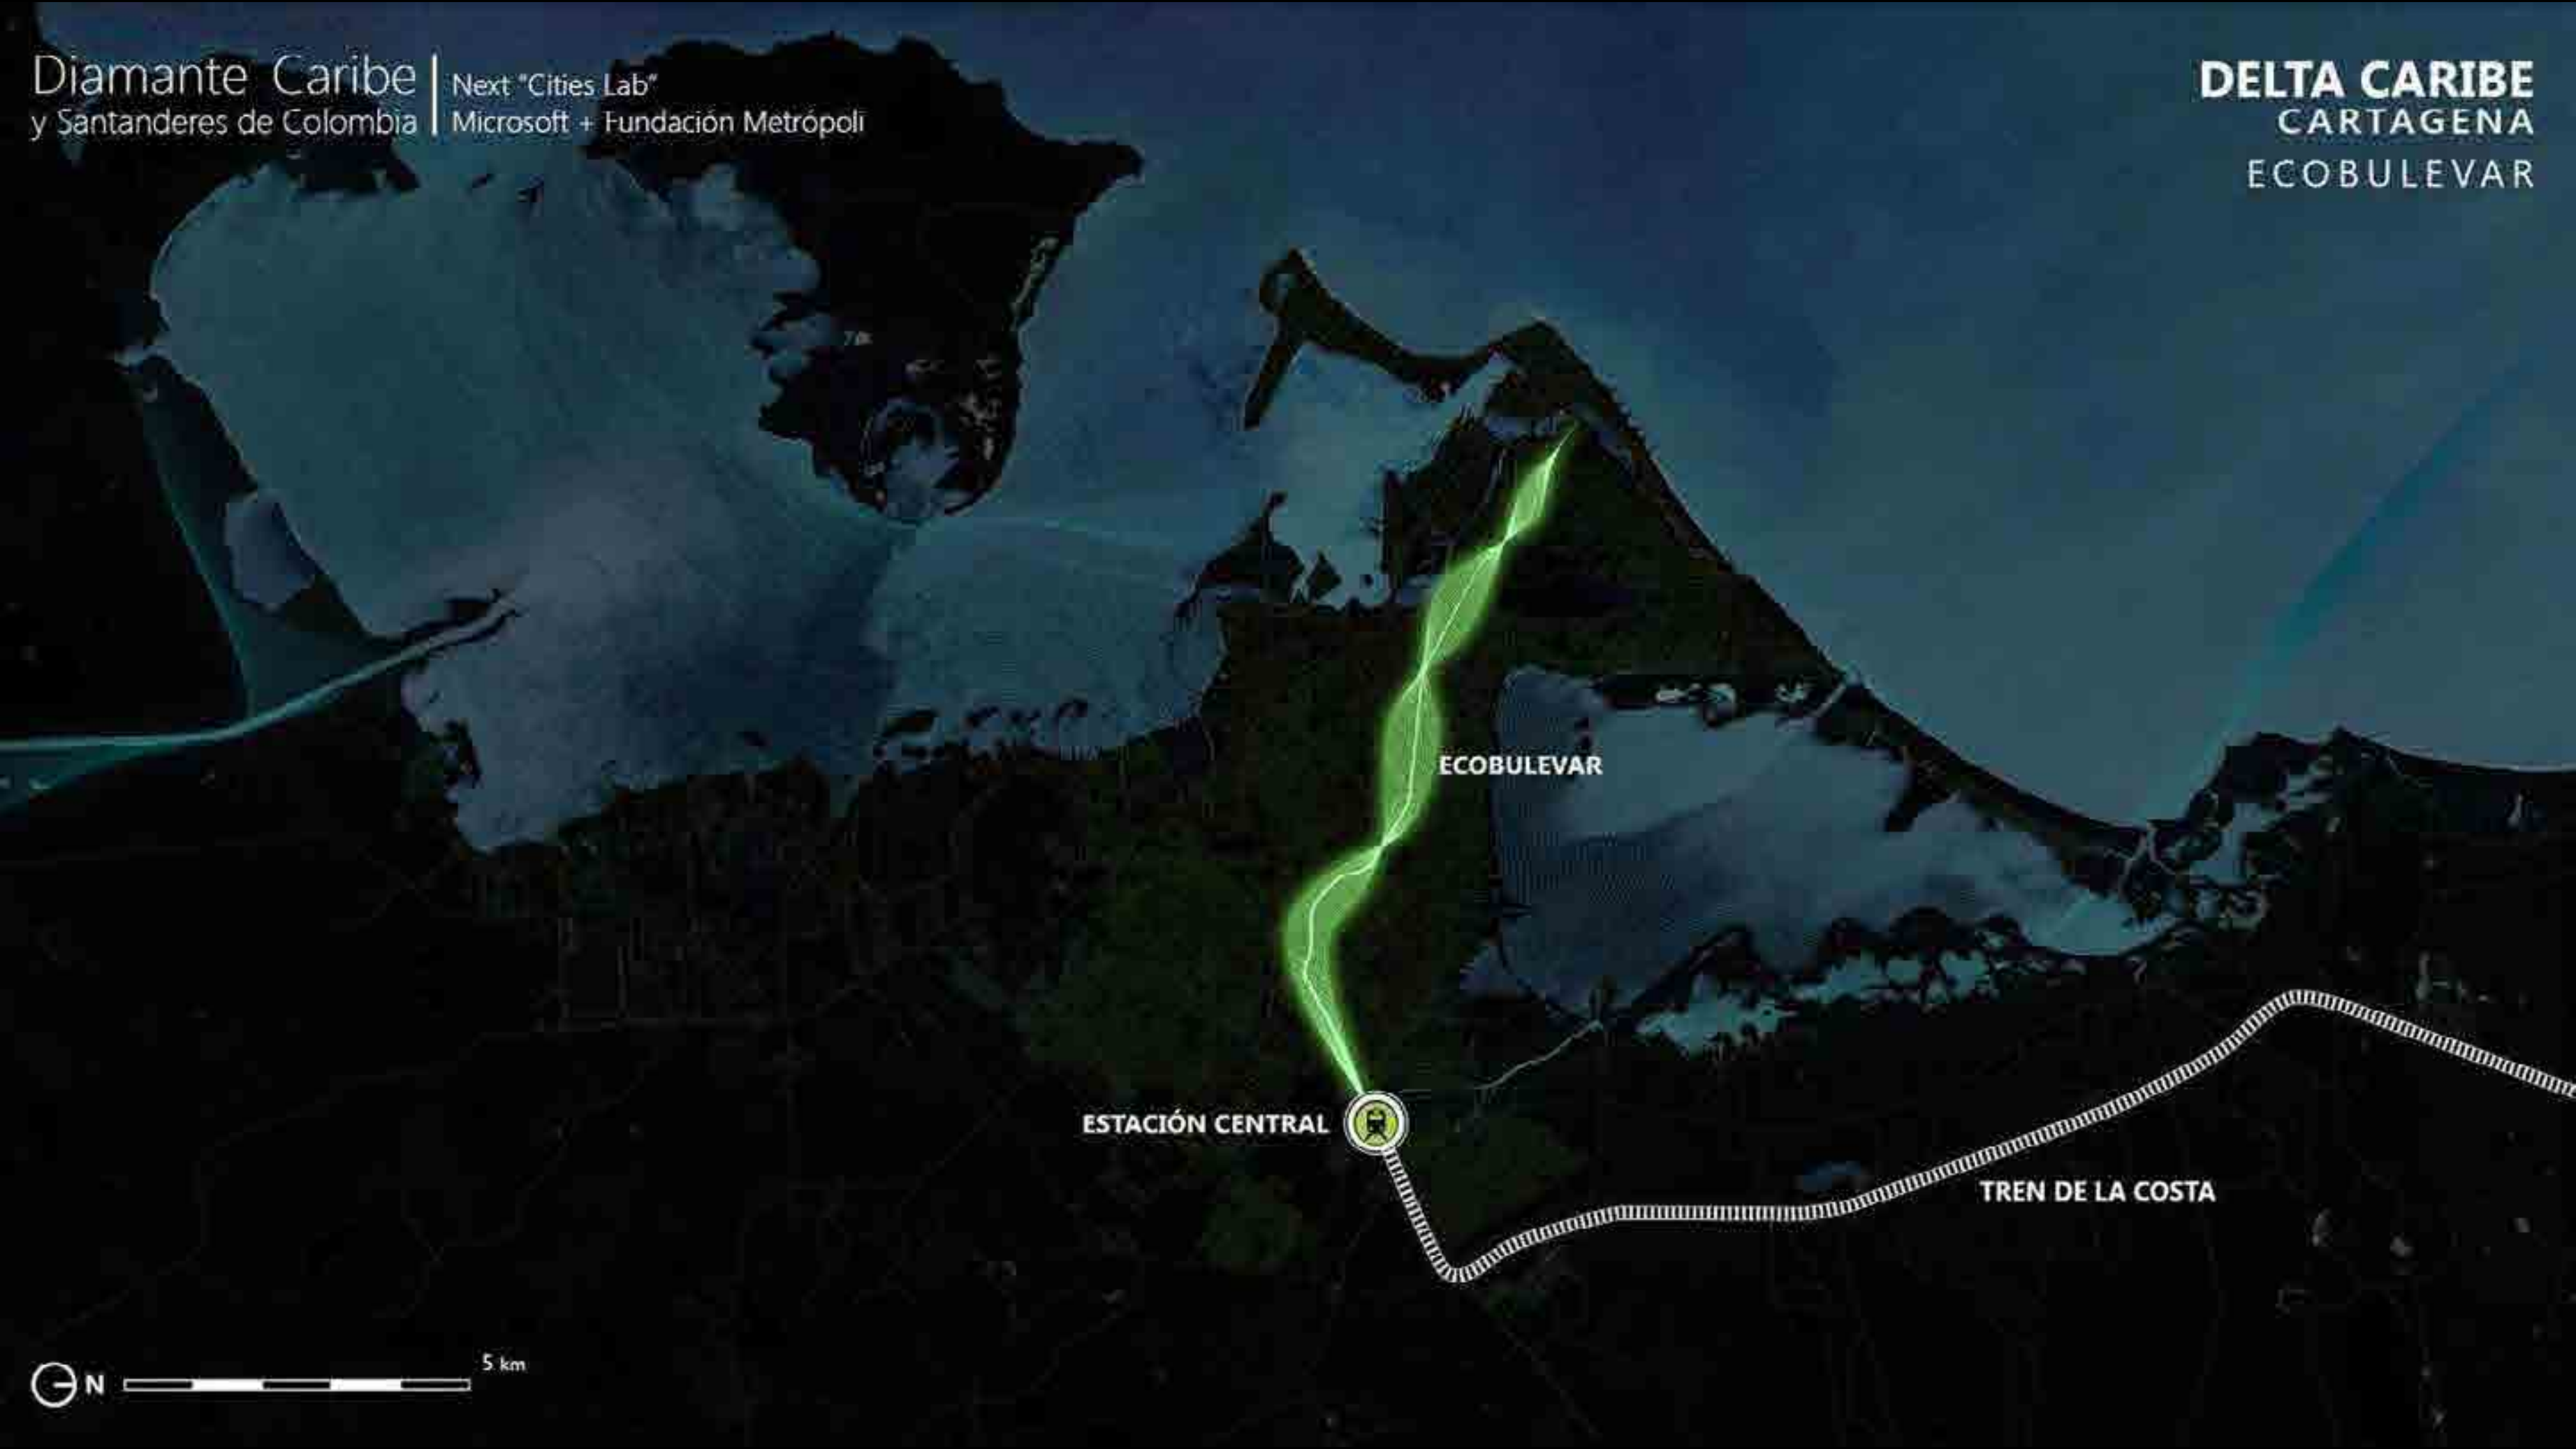 Diamante Caribe
y Santanderes de Colombia
Next "Cities Lab"
Microsoft + Fundación Metrópoli
DELTA CARIBE
CARTAGENA
ECOBULEVAR
ECOBULEVAR
ESTACIÓN CENTRAL
TREN DE LA COSTA
N
5 km